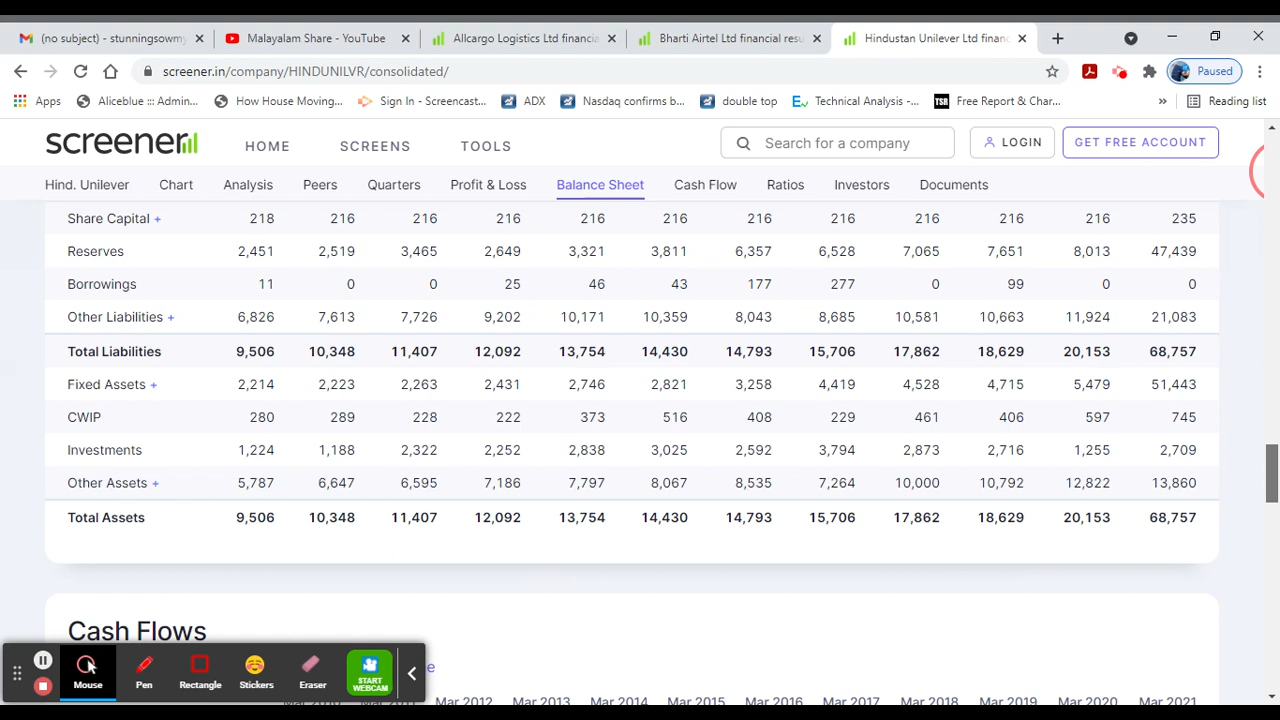 (no subject) - stunningsowmy
Malayalam Share - YouTube
Allcargo Logistics Ltd financial
Bharti Airtel Ltd financial resu
Hindustan Unilever Ltd financ
screener.in/company/HINDUNILVR/consolidated/
Paused
Apps
Aliceblue ::: Admin...
How House Moving...
Sign In - Screencast...
ADX
Nasdaq confirms b...
double top
Technical Analysis -...
TSR Free Report & Char...
»
Reading list
screener
HOME
SCREENS
TOOLS
Search for a company
LOGIN
GET FREE ACCOUNT
Hind. Unilever Chart Analysis Peers Quarters Profit & Loss Balance Sheet Cash Flow Ratios Investors Documents
Share Capital + 218 216 216 216 216 216 216 216 216 216 216 235
Reserves 2,451 2,519 3,465 2,649 3,321 3,811 6,357 6,528 7,065 7,651 8,013 47,439
Borrowings 11 0 0 25 46 43 177 277 0 99 0 0
Other Liabilities + 6,826 7,613 7,726 9,202 10,171 10,359 8,043 8,685 10,581 10,663 11,924 21,083
Total Liabilities 9,506 10,348 11,407 12,092 13,754 14,430 14,793 15,706 17,862 18,629 20,153 68,757
Fixed Assets + 2,214 2,223 2,263 2,431 2,746 2,821 3,258 4,419 4,528 4,715 5,479 51,443
CWIP 280 289 228 222 373 516 408 229 461 406 597 745
Investments 1,224 1,188 2,322 2,252 2,838 3,025 2,592 3,794 2,873 2,716 1,255 2,709
Other Assets + 5,787 6,647 6,595 7,186 7,797 8,067 8,535 7,264 10,000 10,792 12,822 13,860
Total Assets 9,506 10,348 11,407 12,092 13,754 14,430 14,793 15,706 17,862 18,629 20,153 68,757
Cash Flows
Mouse
Pen
Rectangle
Stickers
Eraser
START WEBCAM
Mar 2012 Mar 2013 Mar 2014 Mar 2015 Mar 2016 Mar 2017 Mar 2018 Mar 2019 Mar 2020 Mar 2021